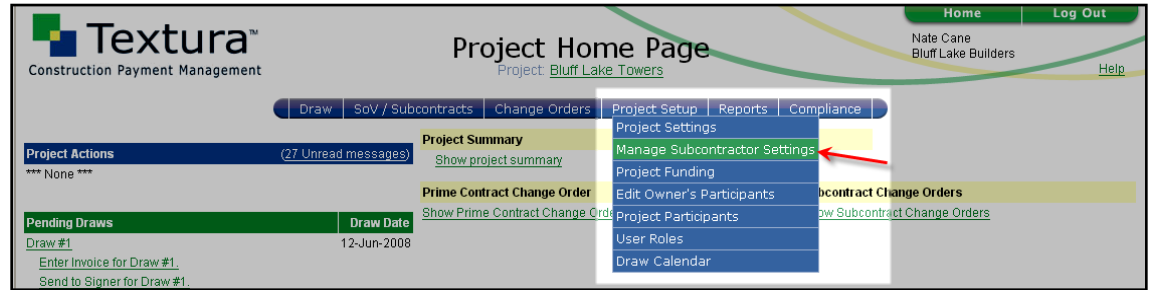 Home Log Out
Textura™
Construction Payment Management
Project Home Page
Project: Bluff Lake Towers
Nate Cane
Bluff Lake Builders
Help
Draw SoV / Subcontracts Change Orders Project Setup Reports Compliance
Project Actions (27 Unread messages)
*** None ***
Project Summary
Show project summary
Project Settings
Manage Subcontractor Settings
Project Funding
Edit Owner's Participants
Project Participants
User Roles
Draw Calendar
Prime Contract Change Order
Show Prime Contract Change Orde
bcontract Change Orders
ow Subcontract Change Orders
Pending Draws Draw Date
Draw #1 12-Jun-2008
Enter Invoice for Draw #1.
Send to Signer for Draw #1.